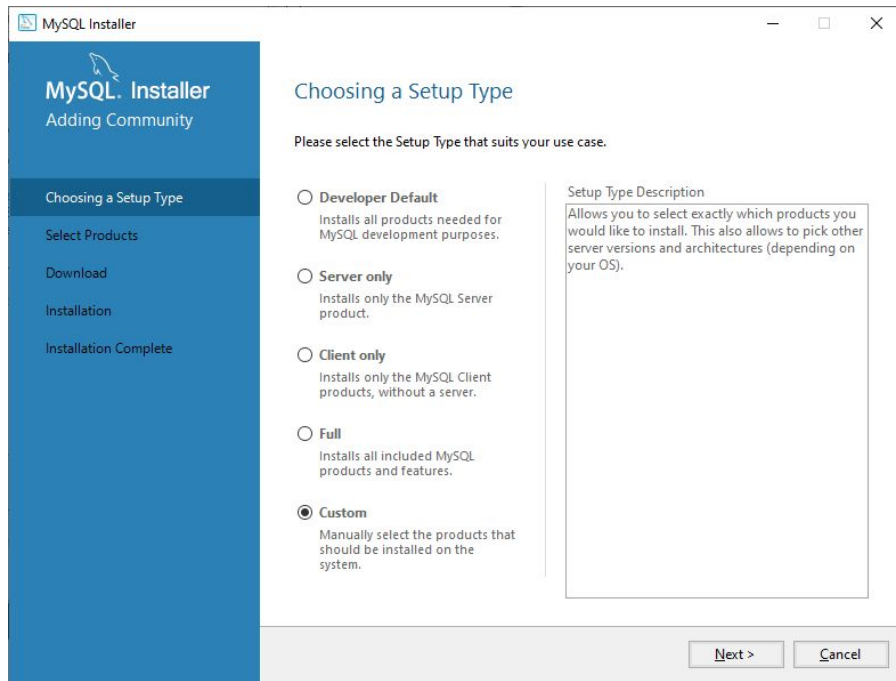 MySQL Installer
MySQL. Installer
Adding Community
Choosing a Setup Type
Select Products
Download
Installation
Installation Complete
Choosing a Setup Type
Please select the Setup Type that suits your use case.
Developer Default
Installs all products needed for
MySQL development purposes.
Server only
Installs only the MySQL Server
product.
Client only
Installs only the MySQL Client
products, without a server.
Full
Installs all included MySQL
products and features.
Custom
Manually select the products that
should be installed on the
system.
Setup Type Description
Allows you to select exactly which products you
would like to install. This also allows to pick other
server versions and architectures (depending on
your OS).
Next >
Cancel